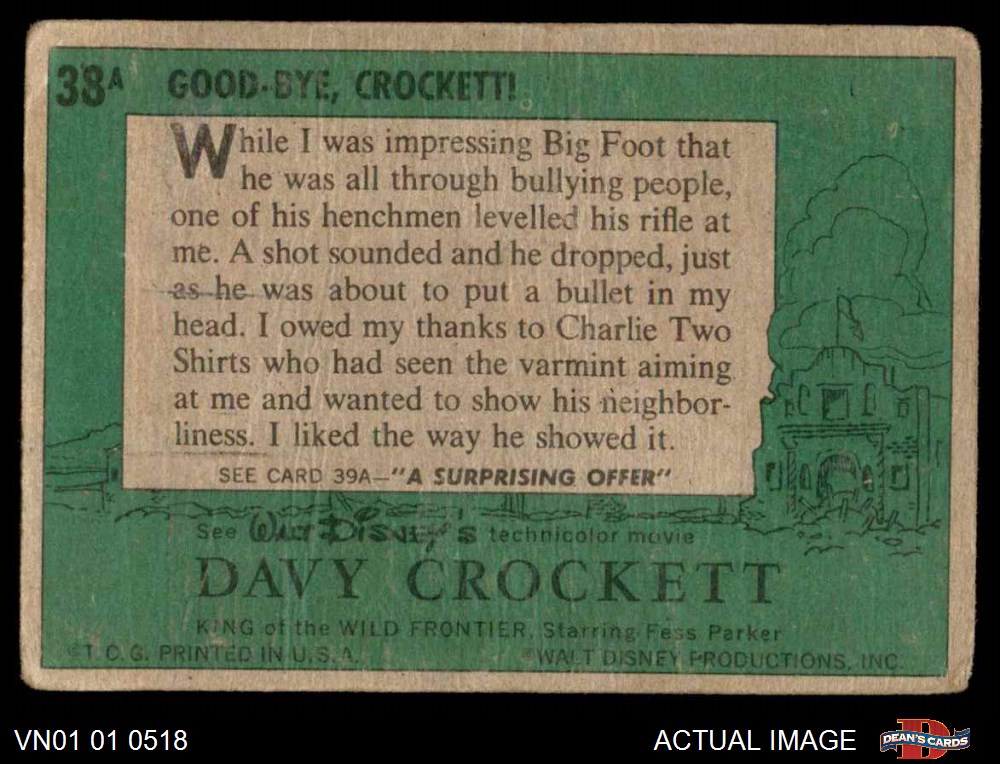 38A GOOD-BYE, CROCKETT!
While I was impressing Big Foot that
he was all through bullying people,
one of his henchmen levelled his rifle at
me. A shot sounded and he dropped, just
as he was about to put a bullet in my
head. I owed my thanks to Charlie Two
Shirts who had seen the varmint aiming
at me and wanted to show his neighbor-
liness. I liked the way he showed it.
SEE CARD 39A—"A SURPRISING OFFER"
See Walt Disney's technicolor movie
DAVY CROCKETT
KING of the WILD FRONTIER, Starring Fess Parker
©T. C. G. PRINTED IN U. S. A. ©WALT DISNEY PRODUCTIONS, INC.
VN01 01 0518 ACTUAL IMAGE D DEAN'S CARDS